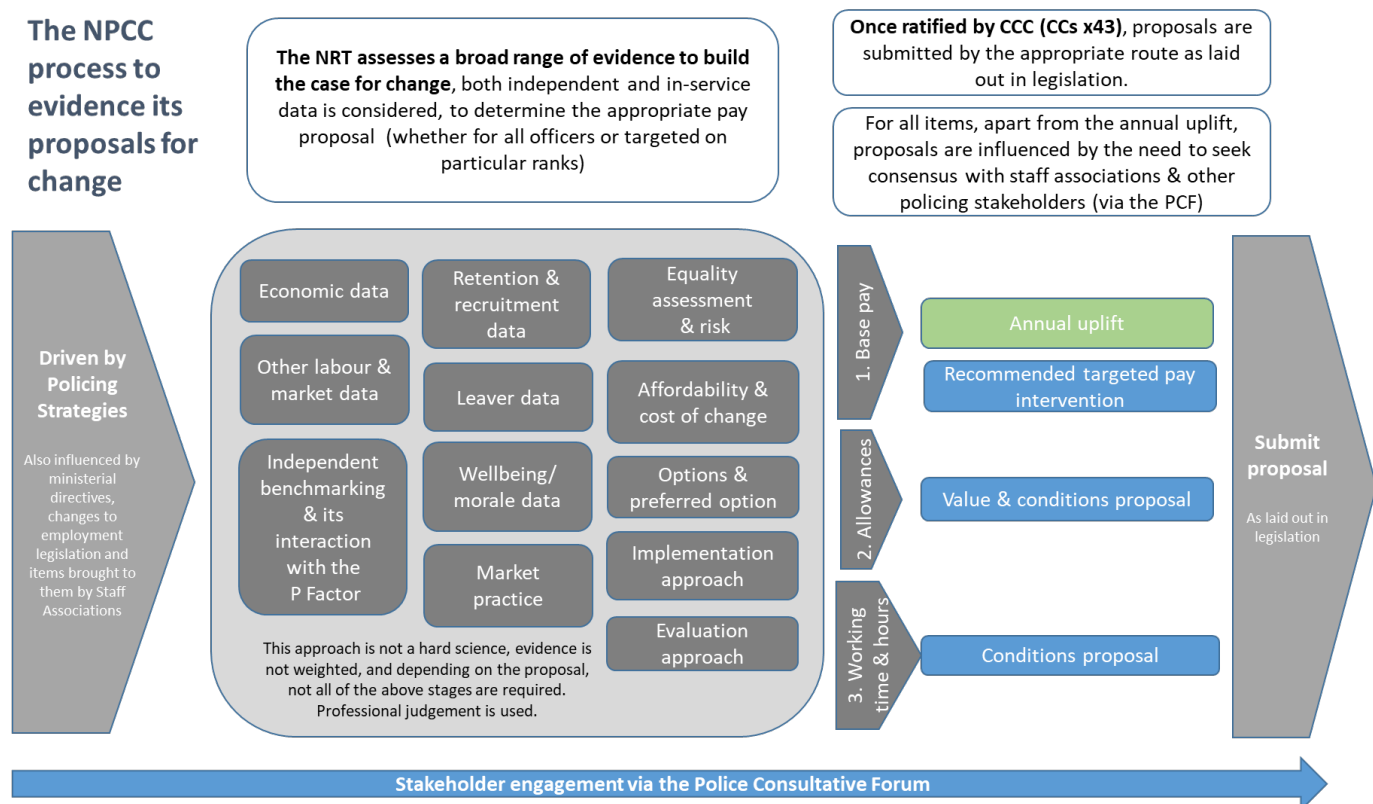 The NPCC
process to
evidence its
proposals for
change
The NRT assesses a broad range of evidence to build
the case for change, both independent and in-service
data is considered, to determine the appropriate pay
proposal (whether for all officers or targeted on
particular ranks)
Once ratified by CCC (CCs x43), proposals are
submitted by the appropriate route as laid
out in legislation.
For all items, apart from the annual uplift,
proposals are influenced by the need to seek
consensus with staff associations & other
policing stakeholders (via the PCF)
Driven by
Policing
Strategies
Also influenced by
ministerial
directives,
changes to
employment
legislation and
items brought to
them by Staff
Associations
Economic data
Other labour &
market data
Independent
benchmarking
& its
interaction
with the
P Factor
Retention &
recruitment
data
Leaver data
Wellbeing/
morale data
Market
practice
Equality
assessment
& risk
Affordability &
cost of change
Options &
preferred option
Implementation
approach
Evaluation
approach
This approach is not a hard science, evidence is
not weighted, and depending on the proposal,
not all of the above stages are required.
Professional judgement is used.
1. Base pay
Annual uplift
Recommended targeted pay
intervention
2. Allowances
Value & conditions proposal
3. Working
time & hours
Conditions proposal
Submit
proposal
As laid out in
legislation
Stakeholder engagement via the Police Consultative Forum